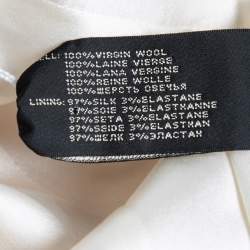 SHELL: 100%VIRGIN WOOL
100%LAINE VIERGE
100%LANA VERGINE
100%REINE WOLLE
100%ШЕРСТЬ ОВЕЧЬЯ
LINING: 97%SILK 3%ELASTANE
97%SOIE 3%ELASTHANNE
97%SETA 3%ELASTANE
97%SEIDE 3%ELASTHAN
97%ШЕЛК 3%ЭЛАСТАН